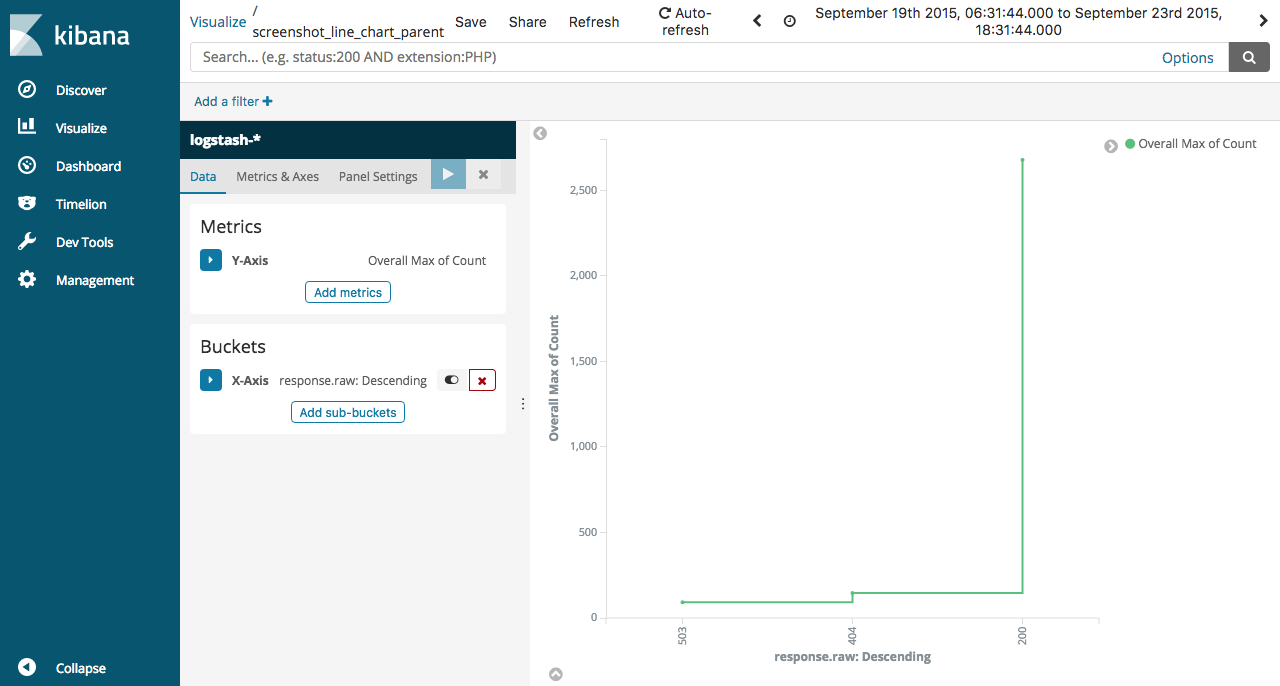 kibana
Discover
Visualize
Dashboard
Timelion
Dev Tools
Management
Collapse
Visualize
/
screenshot_line_chart_parent
Save
Share
Refresh
Auto-
refresh
September 19th 2015, 06:31:44.000 to September 23rd 2015,
18:31:44.000
Search... (e.g. status:200 AND extension:PHP)
Options
Add a filter
logstash-*
Data
Metrics & Axes
Panel Settings
Metrics
Y-Axis Overall Max of Count
Add metrics
Buckets
X-Axis response.raw: Descending
Add sub-buckets
Overall Max of Count
Overall Max of Count
2,500
2,000
1,500
1,000
500
0
503
404
200
response.raw: Descending